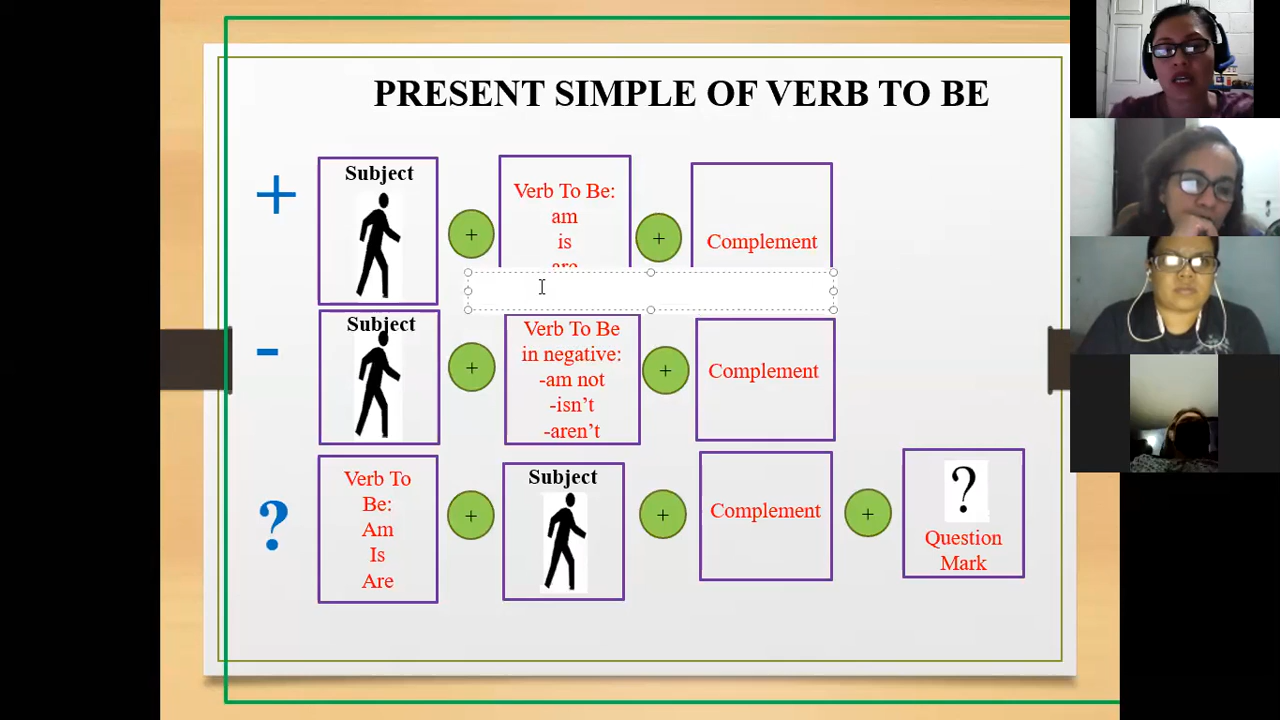 PRESENT SIMPLE OF VERB TO BE
+
Subject
+
Verb To Be:
am
is
are
+
Complement
-
Subject
+
Verb To Be
in negative:
-am not
-isn’t
-aren’t
+
Complement
?
Verb To
Be:
Am
Is
Are
+
Subject
+
Complement
+
?
Question
Mark